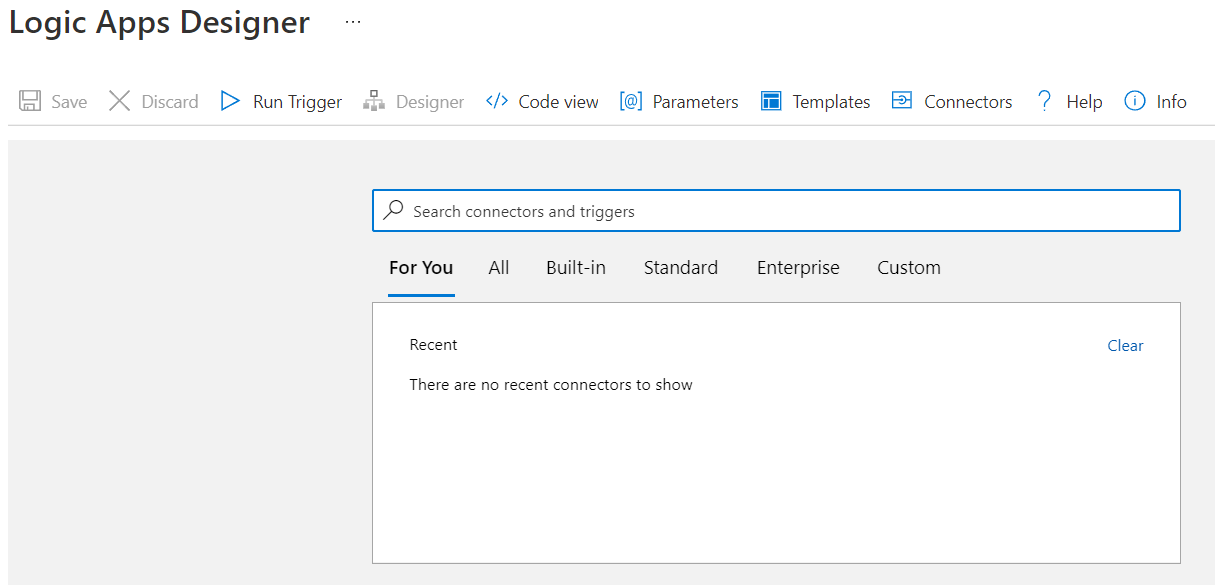 Logic Apps Designer ...
Save Discard Run Trigger Designer Code view Parameters Templates Connectors Help Info
Search connectors and triggers
For You All Built-in Standard Enterprise Custom
Recent Clear
There are no recent connectors to show